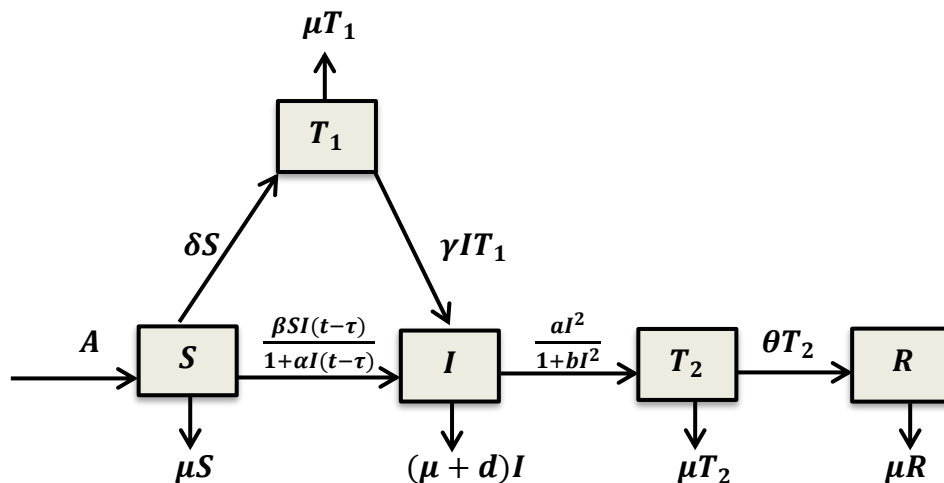 μT₁
T₁
δS
γIT₁
A
S
βSI(t−τ)
1+αI(t−τ)
I
aI²
1+bI²
T₂
θT₂
R
μS
(μ + d)I
μT₂
μR